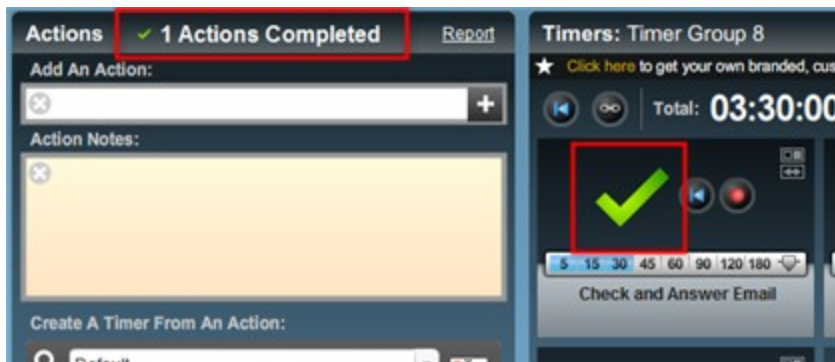 Actions ✓ 1 Actions Completed Report
Add An Action:
Action Notes:
Create A Timer From An Action:
Default
Timers: Timer Group 8
★ Click here to get your own branded, cus
Total: 03:30:00
5 15 30 45 60 90 120 180
Check and Answer Email